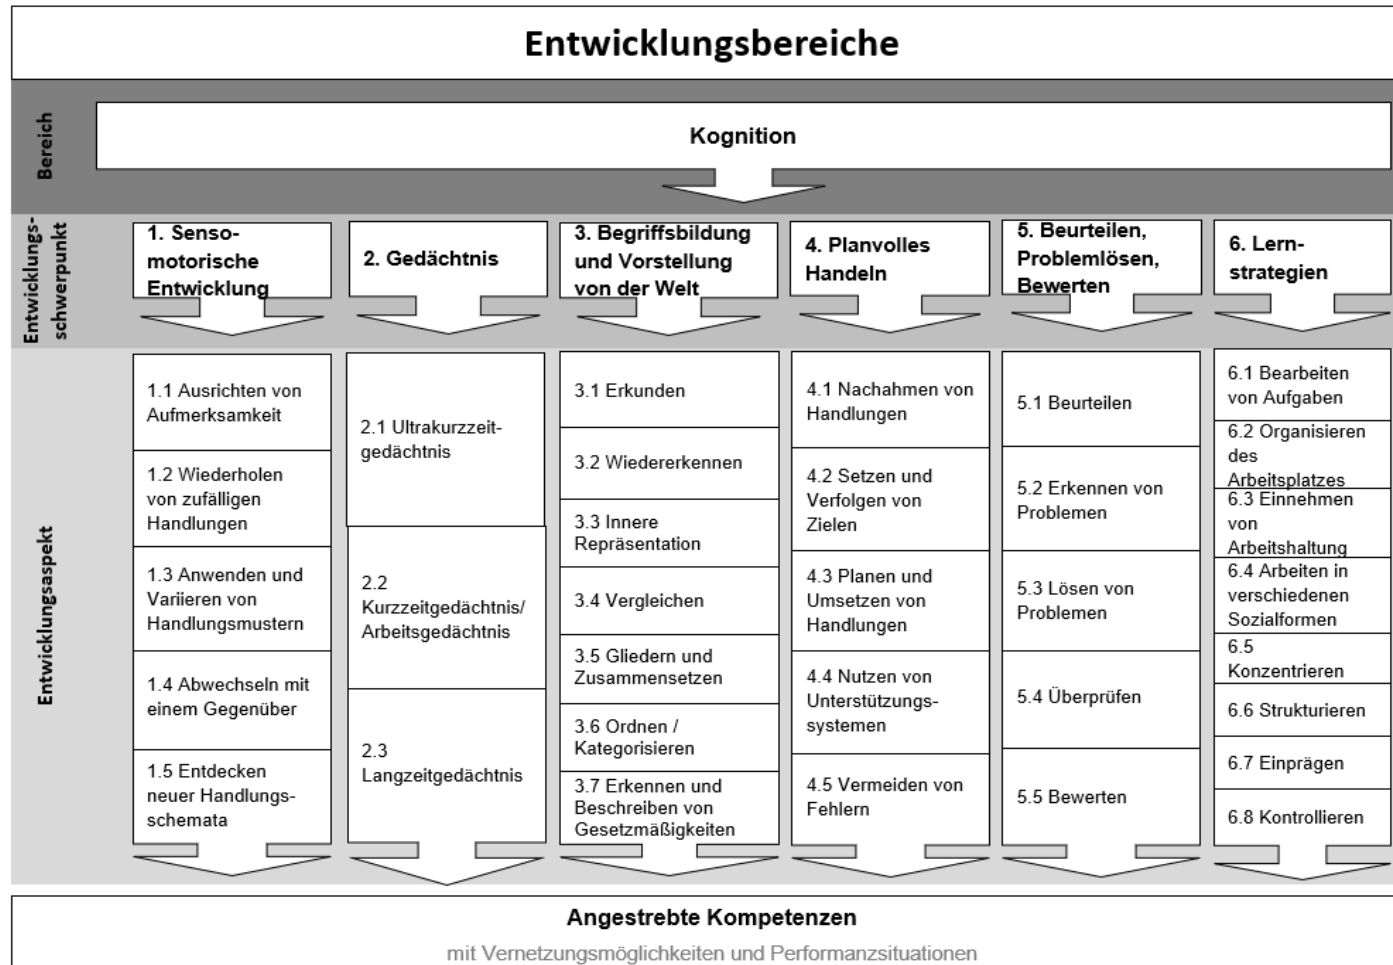 Entwicklungsbereiche
Bereich
Kognition
Entwicklungs-
schwerpunkt
1. Senso-
motorische
Entwicklung
2. Gedächtnis
3. Begriffsbildung
und Vorstellung
von der Welt
4. Planvolles
Handeln
5. Beurteilen,
Problemlösen,
Bewerten
6. Lern-
strategien
Entwicklungsaspekt
1.1 Ausrichten von
Aufmerksamkeit
1.2 Wiederholen
von zufälligen
Handlungen
1.3 Anwenden und
Variieren von
Handlungsmustern
1.4 Abwechseln mit
einem Gegenüber
1.5 Entdecken
neuer Handlungs-
schemata
2.1 Ultrakurzzeit-
gedächtnis
2.2
Kurzzeitgedächtnis/
Arbeitsgedächtnis
2.3
Langzeitgedächtnis
3.1 Erkunden
3.2 Wiedererkennen
3.3 Innere
Repräsentation
3.4 Vergleichen
3.5 Gliedern und
Zusammensetzen
3.6 Ordnen /
Kategorisieren
3.7 Erkennen und
Beschreiben von
Gesetzmäßigkeiten
4.1 Nachahmen von
Handlungen
4.2 Setzen und
Verfolgen von
Zielen
4.3 Planen und
Umsetzen von
Handlungen
4.4 Nutzen von
Unterstützungs-
systemen
4.5 Vermeiden von
Fehlern
5.1 Beurteilen
5.2 Erkennen von
Problemen
5.3 Lösen von
Problemen
5.4 Überprüfen
5.5 Bewerten
6.1 Bearbeiten
von Aufgaben
6.2 Organisieren
des
Arbeitsplatzes
6.3 Einnehmen
von
Arbeitshaltung
6.4 Arbeiten in
verschiedenen
Sozialformen
6.5
Konzentrieren
6.6 Strukturieren
6.7 Einprägen
6.8 Kontrollieren
Angestrebte Kompetenzen
mit Vernetzungsmöglichkeiten und Performanzsituationen